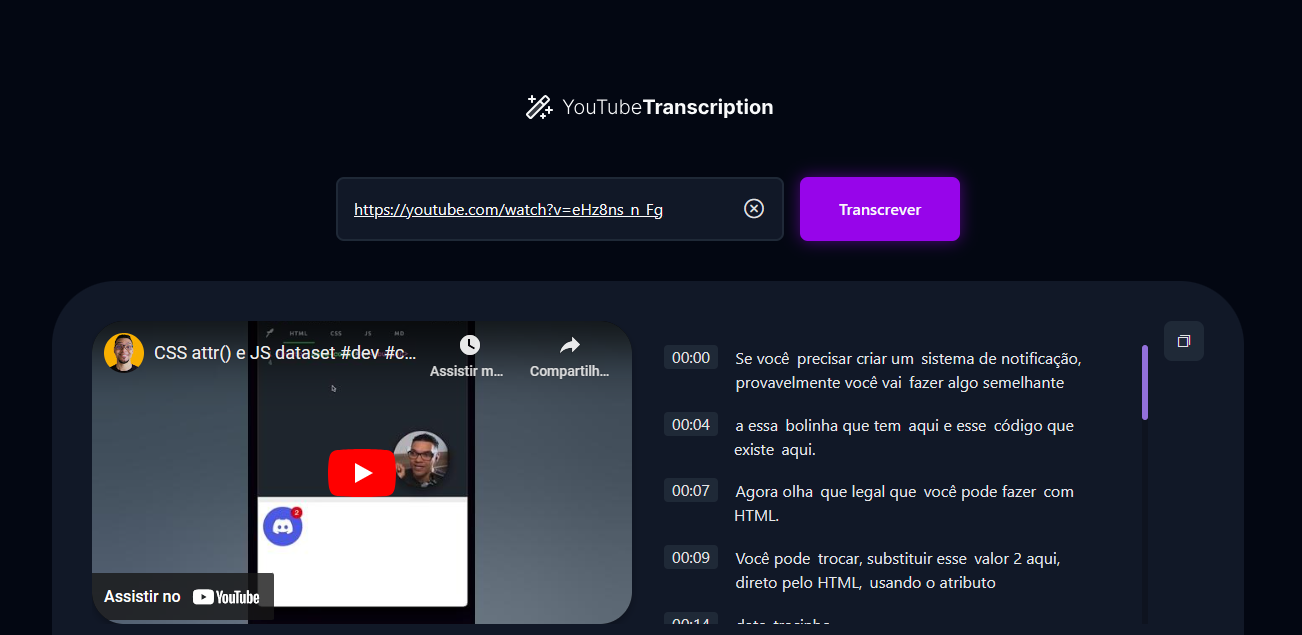 YouTubeTranscription
https://youtube.com/watch?v=eHz8ns_n_Fg
Transcrever
CSS attr() e JS dataset #dev #c...
Assistir m...
Compartilh...
HTML CSS JS MD
2
Assistir no YouTube
00:00 Se você precisar criar um sistema de notificação,
provavelmente você vai fazer algo semelhante
00:04 a essa bolinha que tem aqui e esse código que
existe aqui.
00:07 Agora olha que legal que você pode fazer com
HTML.
00:09 Você pode trocar, substituir esse valor 2 aqui,
direto pelo HTML, usando o atributo
00:14